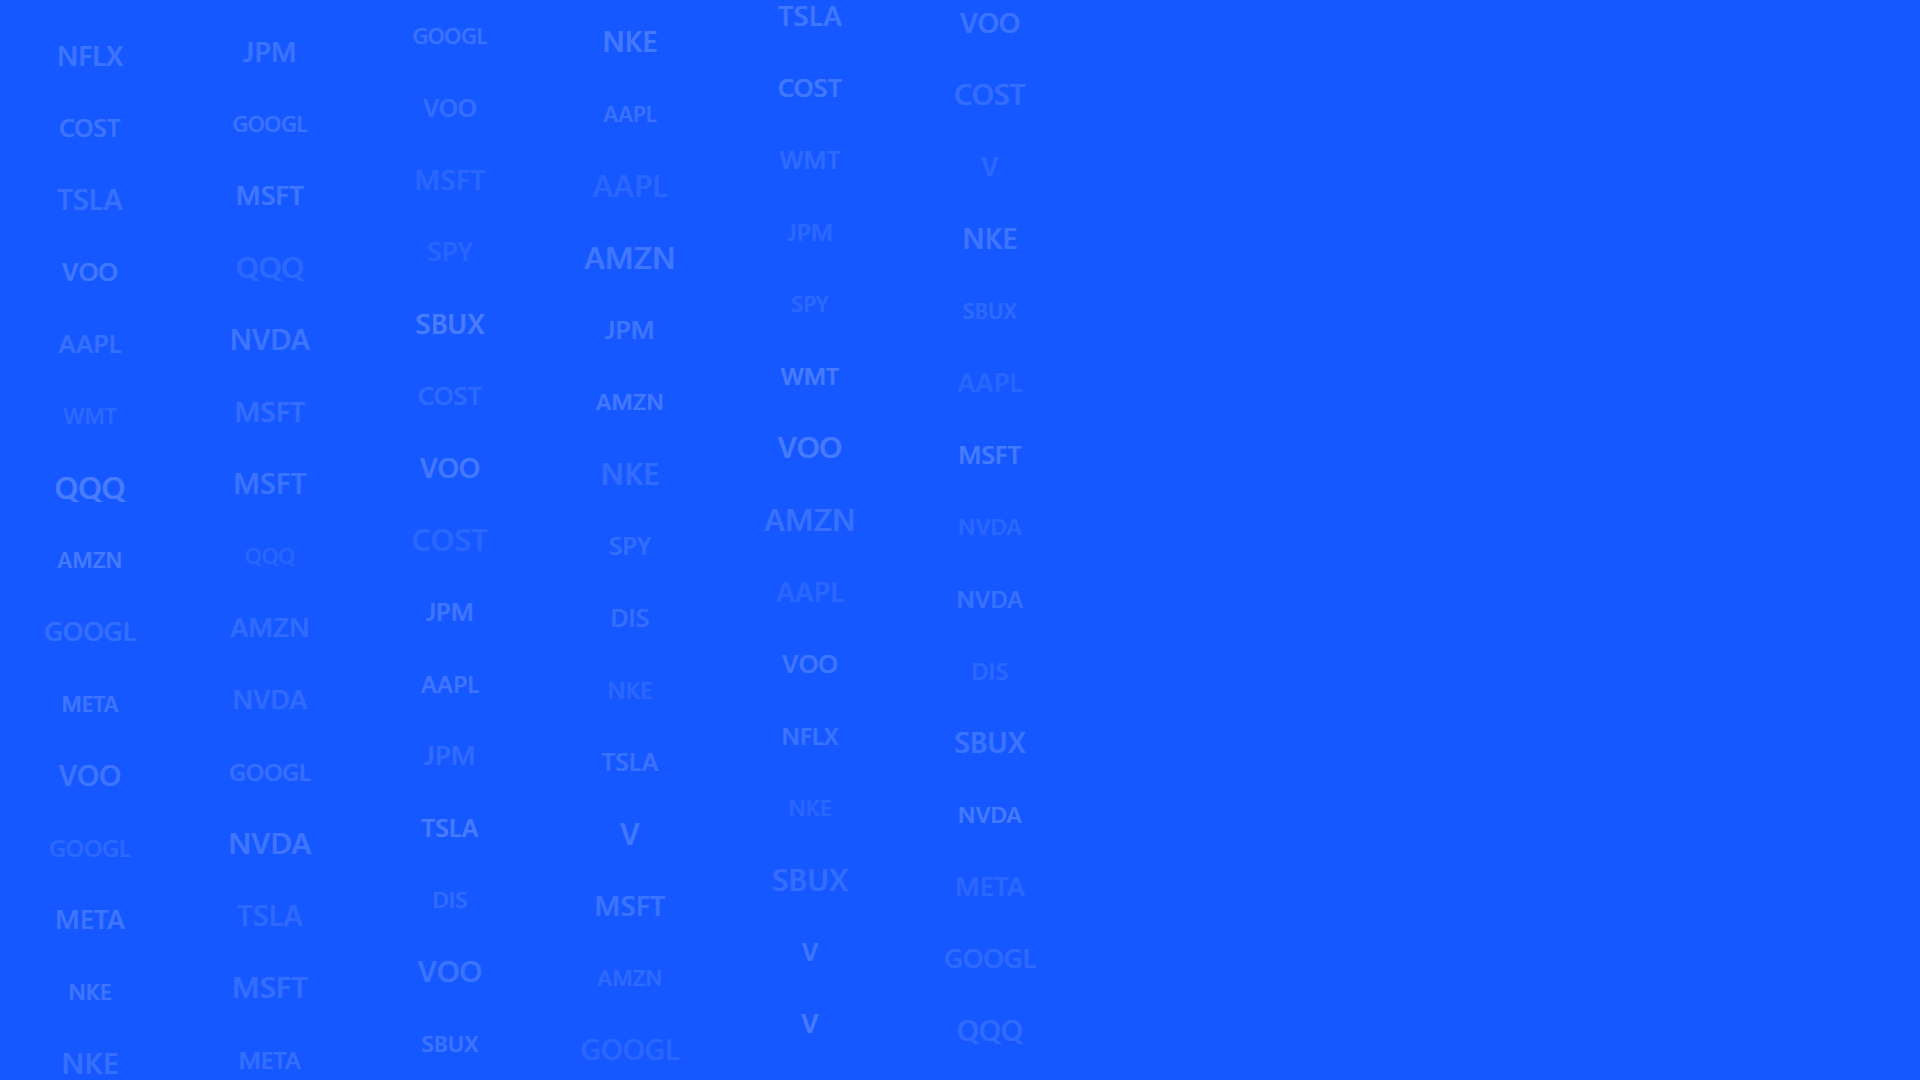 NFLX
COST
TSLA
VOO
AAPL
WMT
QQQ
AMZN
GOOGL
META
VOO
GOOGL
META
NKE
NKE
JPM
GOOGL
MSFT
QQQ
NVDA
MSFT
MSFT
QQQ
AMZN
NVDA
GOOGL
NVDA
TSLA
MSFT
META
GOOGL
VOO
MSFT
SPY
SBUX
COST
VOO
COST
JPM
AAPL
JPM
TSLA
DIS
VOO
SBUX
NKE
AAPL
AAPL
AMZN
JPM
AMZN
NKE
SPY
DIS
NKE
TSLA
V
MSFT
AMZN
GOOGL
TSLA
COST
WMT
JPM
SPY
WMT
VOO
AMZN
AAPL
VOO
NFLX
NKE
SBUX
V
V
VOO
COST
V
NKE
SBUX
AAPL
MSFT
NVDA
NVDA
DIS
SBUX
NVDA
META
GOOGL
QQQ